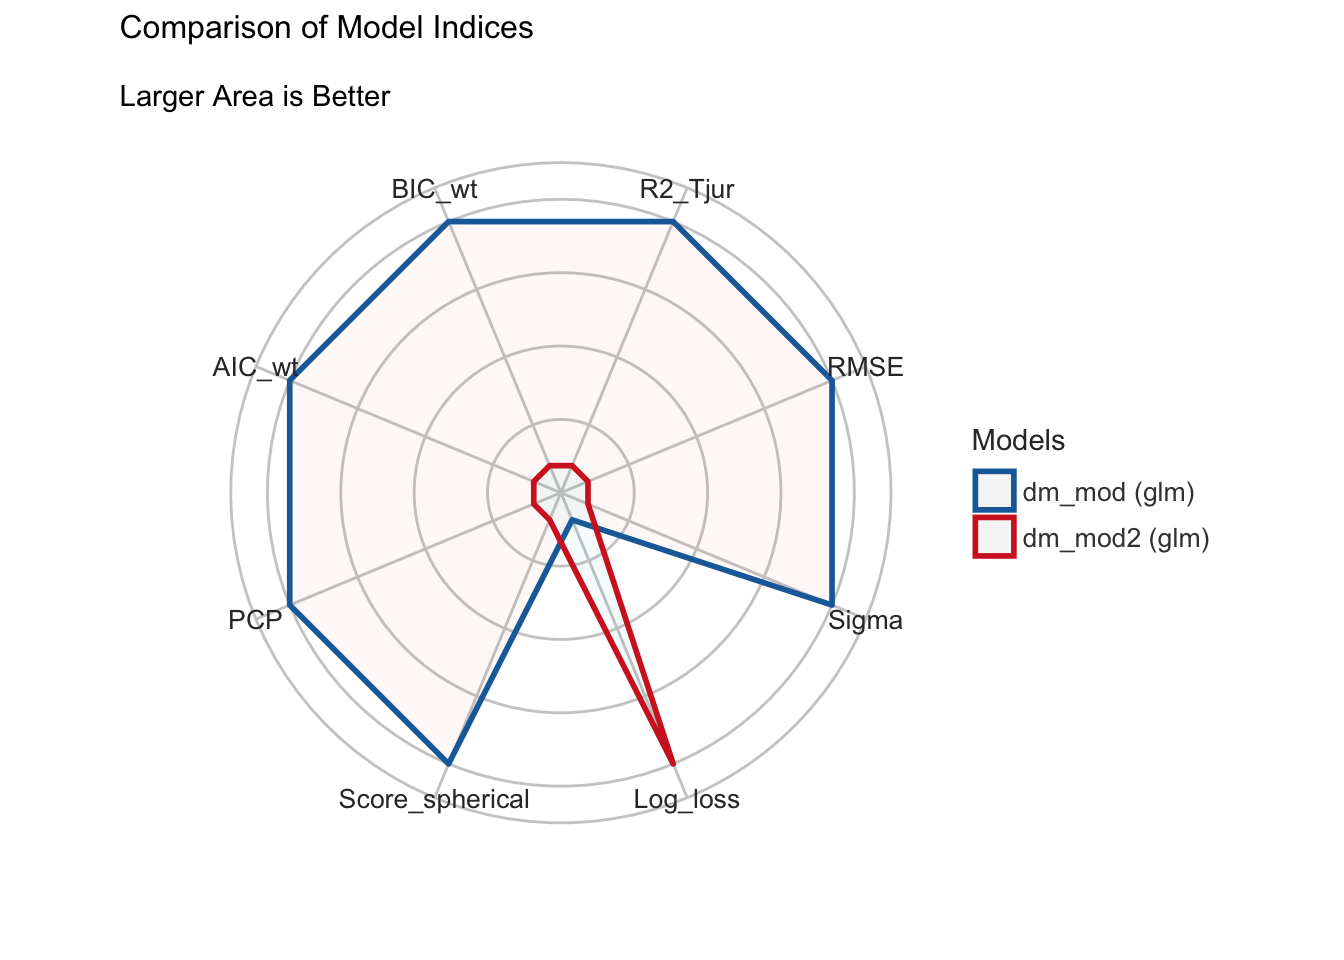 Comparison of Model Indices
Larger Area is Better
BIC_wt
R2_Tjur
AIC_wt
RMSE
Models
dm_mod (glm)
dm_mod2 (glm)
PCP
Sigma
Score_spherical
Log_loss